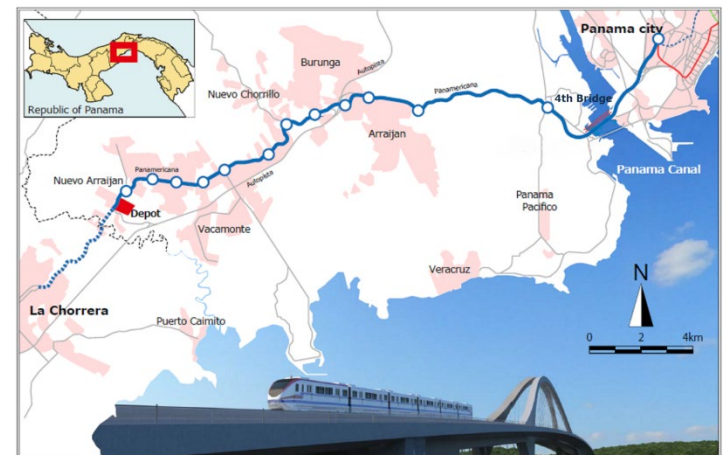 Republic of Panama
Panama city
Burunga
Autopista
Nuevo Chorrillo
Panamericana
4th Bridge
Arraijan
Panama Canal
Nuevo Arraijan
Panamericana
Autopista
Depot
Panama
Pacifico
Vacamonte
Veracruz
N
La Chorrera
Puerto Caimito
0 2 4km